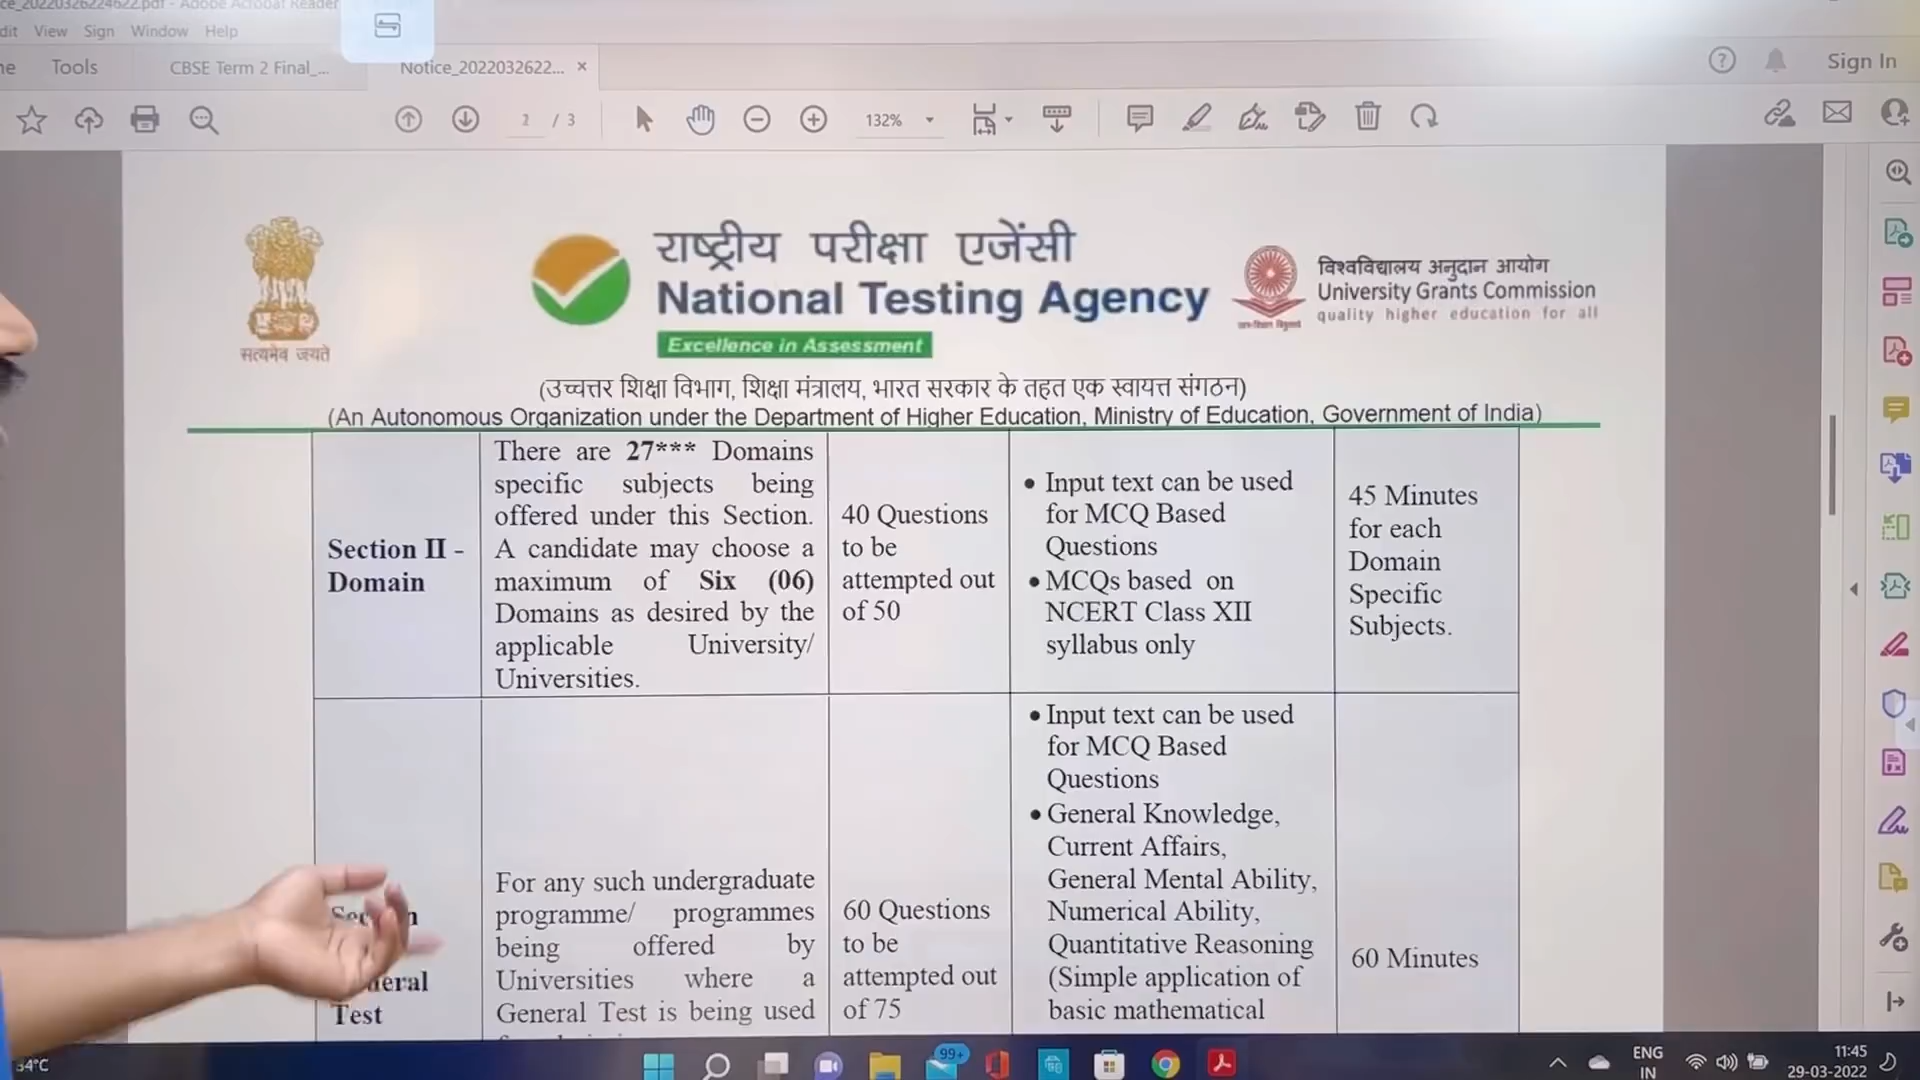 ce_20220326224622.pdf - Adobe Acrobat Reader
dit View Sign Window Help
me Tools CBSE Term 2 Final_... Notice_2022032622... × Sign In
2 / 3 132%
राष्ट्रीय परीक्षा एजेंसी
National Testing Agency
Excellence in Assessment
सत्यमेव जयते
विश्वविद्यालय अनुदान आयोग
University Grants Commission
quality higher education for all
(उच्चत्तर शिक्षा विभाग, शिक्षा मंत्रालय, भारत सरकार के तहत एक स्वायत्त संगठन)
(An Autonomous Organization under the Department of Higher Education, Ministry of Education, Government of India)
Section II -
Domain
There are 27*** Domains
specific subjects being
offered under this Section.
A candidate may choose a
maximum of Six (06)
Domains as desired by the
applicable University/
Universities.
40 Questions
to be
attempted out
of 50
• Input text can be used
for MCQ Based
Questions
• MCQs based on
NCERT Class XII
syllabus only
45 Minutes
for each
Domain
Specific
Subjects.
Test
For any such undergraduate
programme/ programmes
being offered by
Universities where a
General Test is being used
60 Questions
to be
attempted out
of 75
• Input text can be used
for MCQ Based
Questions
• General Knowledge,
Current Affairs,
General Mental Ability,
Numerical Ability,
Quantitative Reasoning
(Simple application of
basic mathematical
60 Minutes
34°C 99+ ENG 11:45
IN 29-03-2022